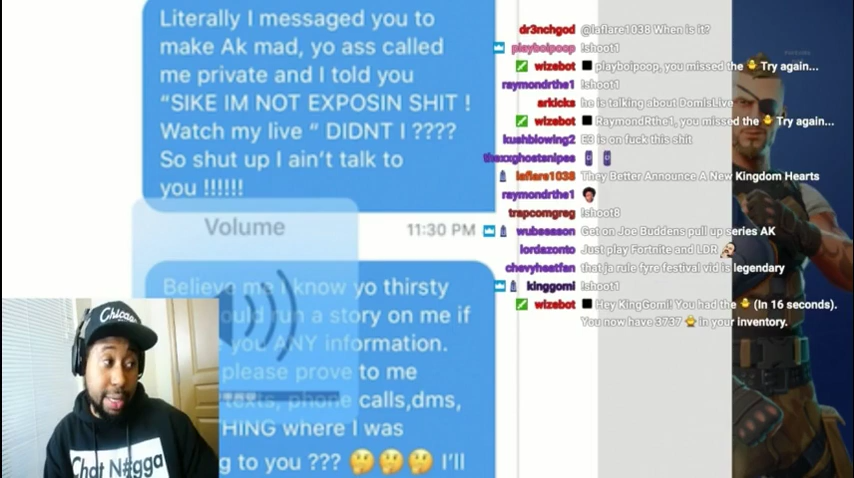 Literally I messaged you to
make Ak mad, yo ass called
me private and I told you
“SIKE IM NOT EXPOSIN SHIT !
Watch my live “ DIDNT I ????
So shut up I ain’t talk to
you !!!!!!
Volume
11:30 PM
Believe me I know yo thirsty
run a story on me if
you ANY information.
please prove to me
texts, phone calls,dms,
HING where I was
g to you ??? 🤔🤔🤔 I’ll
Chicago
Chat N#gga
dr3nchgod @laflare1038 When is it?
playboipoop !shoot1
wizebot playboipoop, you missed the 🐥 Try again...
raymondrthe1 !shoot1
arkicks he is talking about DomIsLive
wizebot RaymondRthe1, you missed the 🐥 Try again...
kushblowing2 E3 is on fuck this shit
thexxghostsnipes
laflare1038 They Better Announce A New Kingdom Hearts
raymondrthe1
trapcomgreg !shoot8
wubseason Get on Joe Buddens pull up series AK
lordazonto Just play Fortnite and LDR
chevyheatfan that ja rule fyre festival vid is legendary
kinggomi !shoot1
wizebot Hey KingGomi! You had the 🐥 (In 16 seconds).
You now have 3737 🐥 in your inventory.